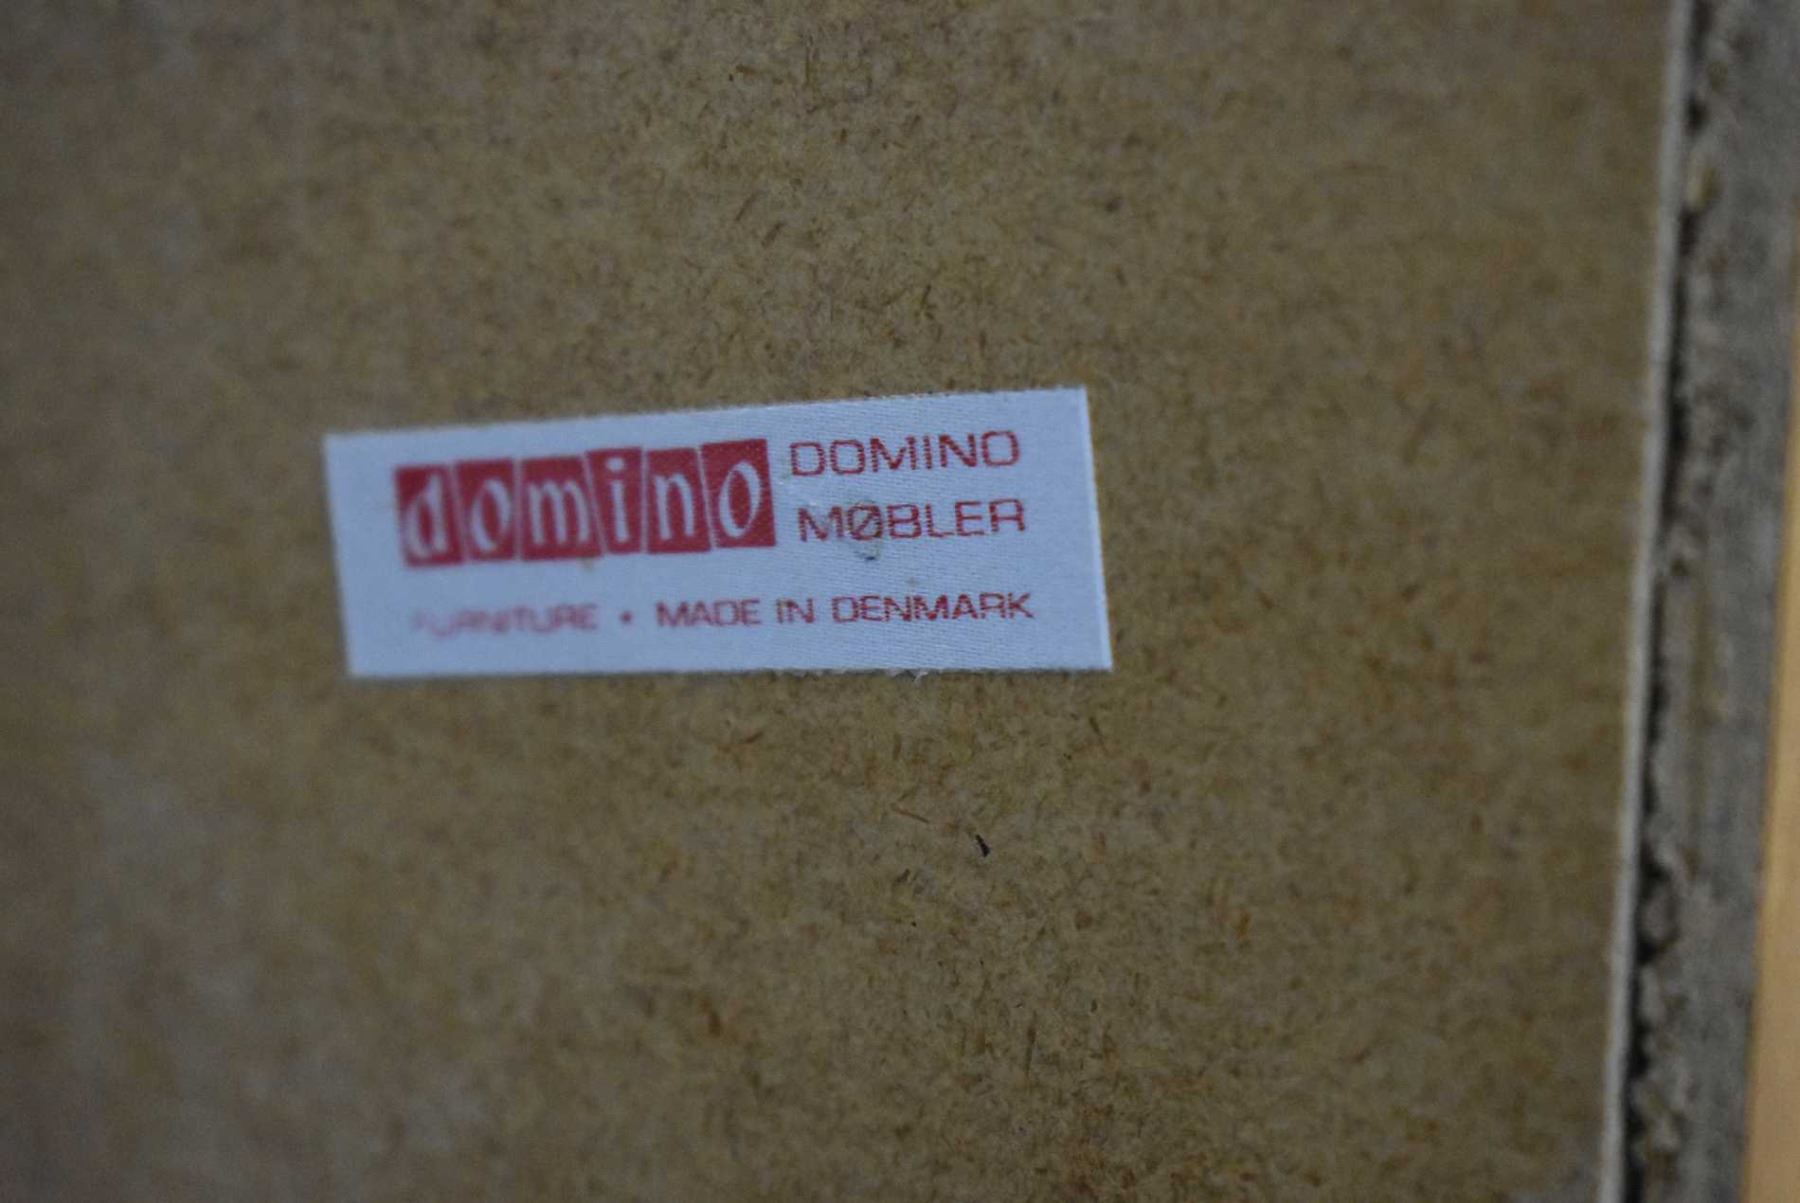 domino
DOMINO
MØBLER
FURNITURE • MADE IN DENMARK